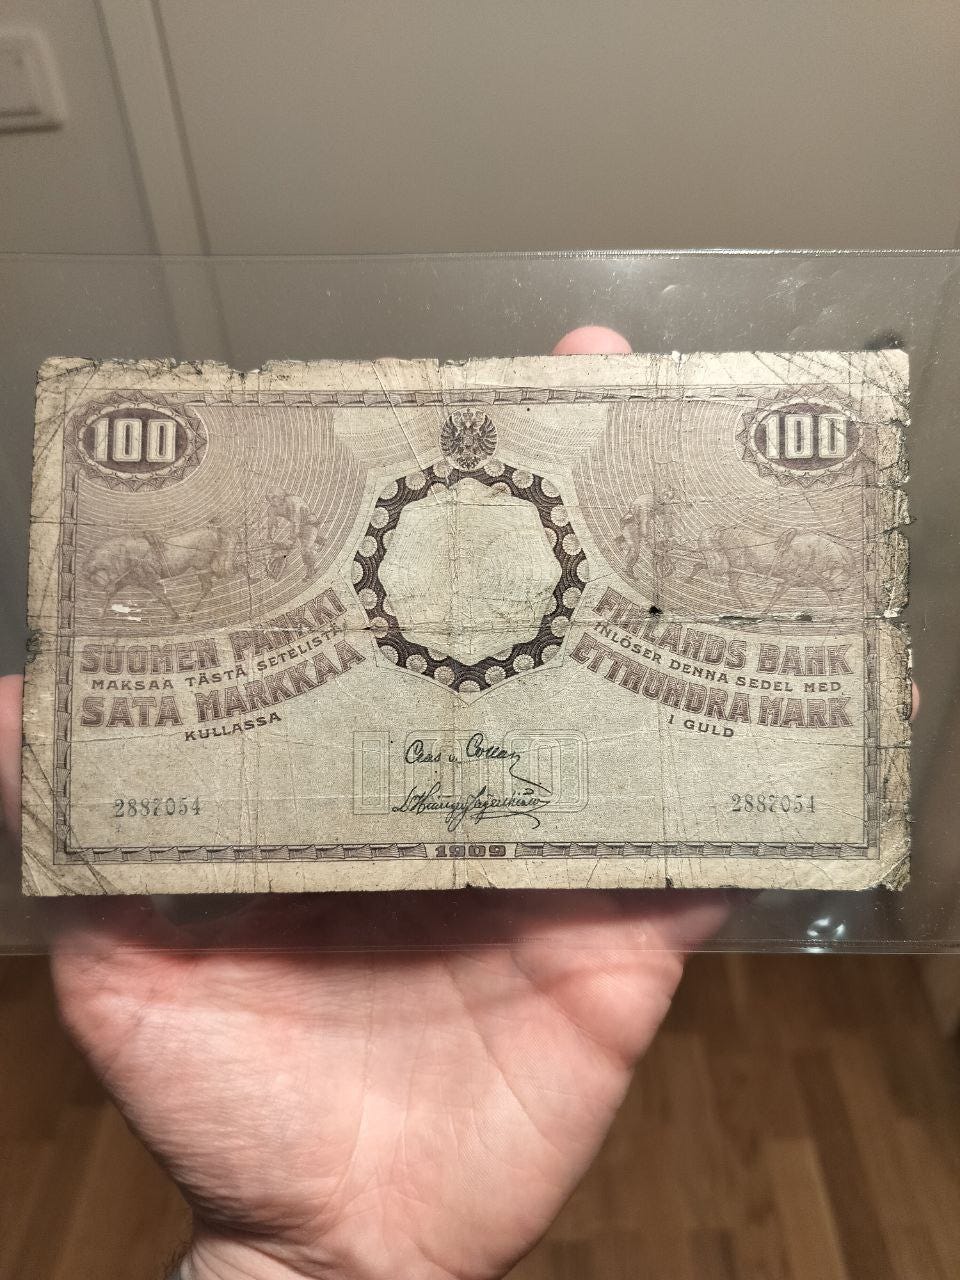 100 100
SUOMEN PANKKI
MAKSAA TÄSTÄ SETELISTÄ
SATA MARKKAA
KULLASSA
FINLANDS BANK
INLÖSER DENNA SEDEL MED
ETTHUNDRA MARK
I GULD
100
2887054 2887054
1909